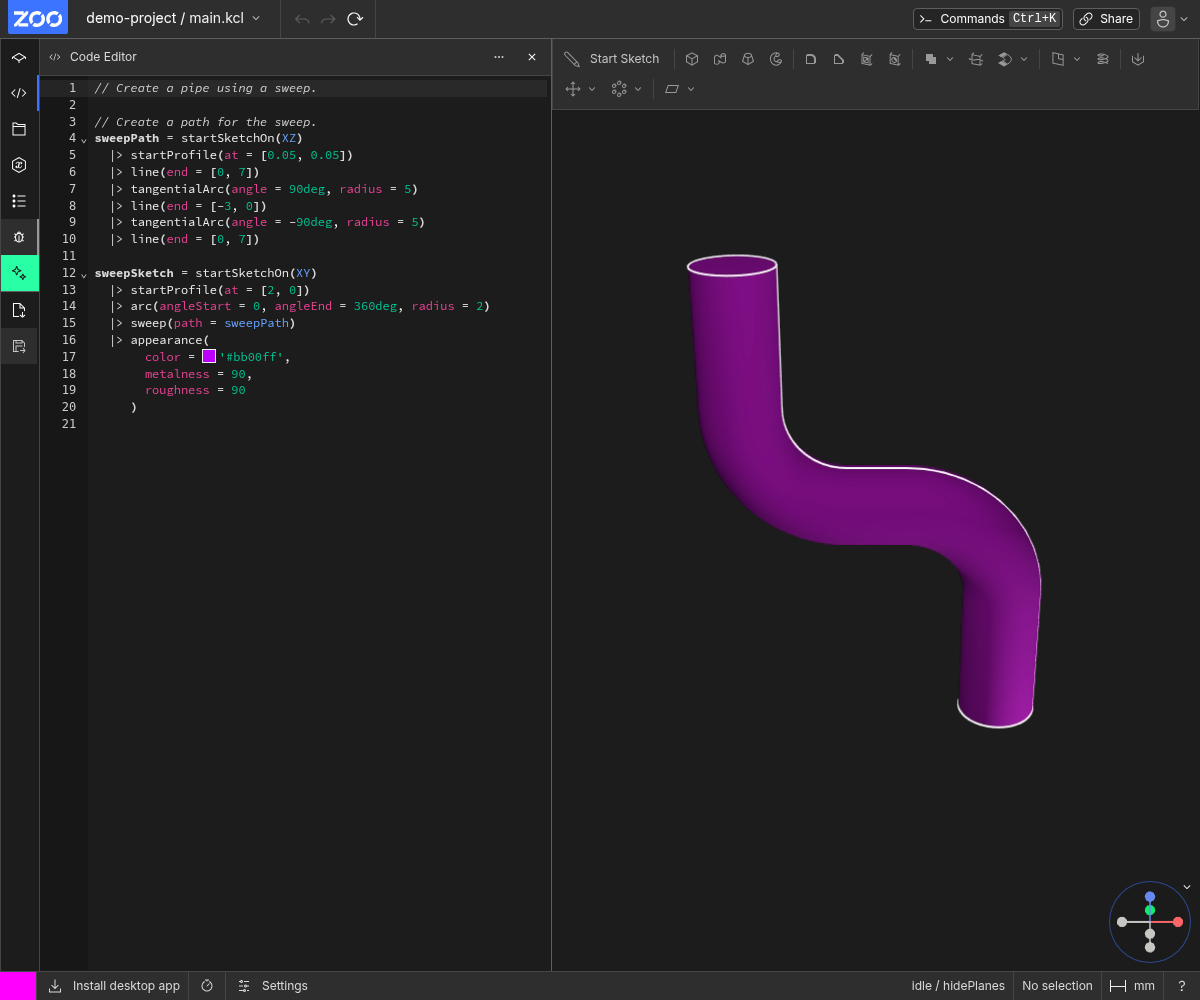 ZOO demo-project / main.kcl Commands Ctrl+K Share
Code Editor
Start Sketch
1 // Create a pipe using a sweep.
2
3 // Create a path for the sweep.
4 sweepPath = startSketchOn(XZ)
5 |> startProfile(at = [0.05, 0.05])
6 |> line(end = [0, 7])
7 |> tangentialArc(angle = 90deg, radius = 5)
8 |> line(end = [-3, 0])
9 |> tangentialArc(angle = -90deg, radius = 5)
10 |> line(end = [0, 7])
11
12 sweepSketch = startSketchOn(XY)
13 |> startProfile(at = [2, 0])
14 |> arc(angleStart = 0, angleEnd = 360deg, radius = 2)
15 |> sweep(path = sweepPath)
16 |> appearance(
17 color = '#bb00ff',
18 metalness = 90,
19 roughness = 90
20 )
21
Install desktop app Settings idle / hidePlanes No selection mm ?